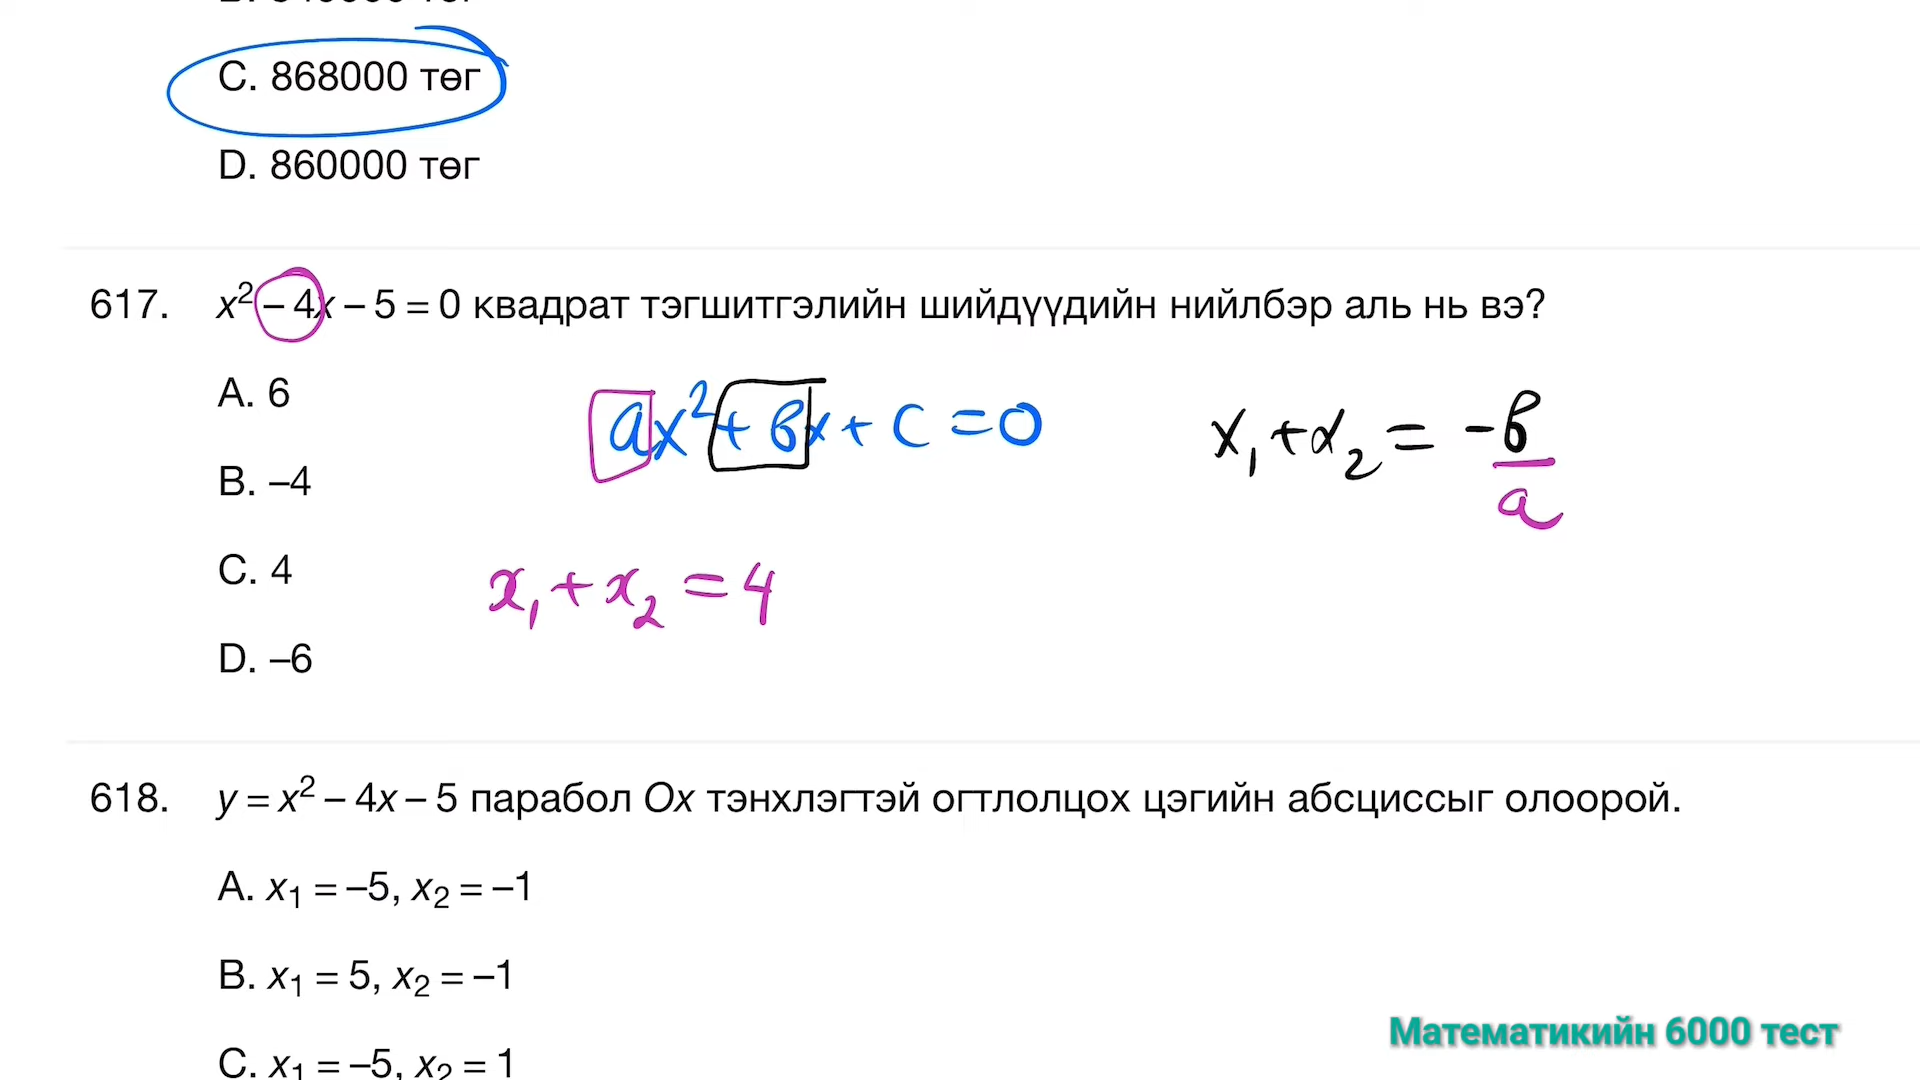 C. 868000 төг
D. 860000 төг
617. x² – 4x – 5 = 0 квадрат тэгшитгэлийн шийдүүдийн нийлбэр аль нь вэ?
A. 6
ax² + bx + c = 0
x₁ + x₂ = -b/a
B. –4
C. 4
x₁ + x₂ = 4
D. –6
618. y = x² – 4x – 5 парабол Ox тэнхлэгтэй огтлолцох цэгийн абсциссыг олоорой.
A. x₁ = –5, x₂ = –1
B. x₁ = 5, x₂ = –1
C. x₁ = –5, x₂ = 1
Математикийн 6000 тест